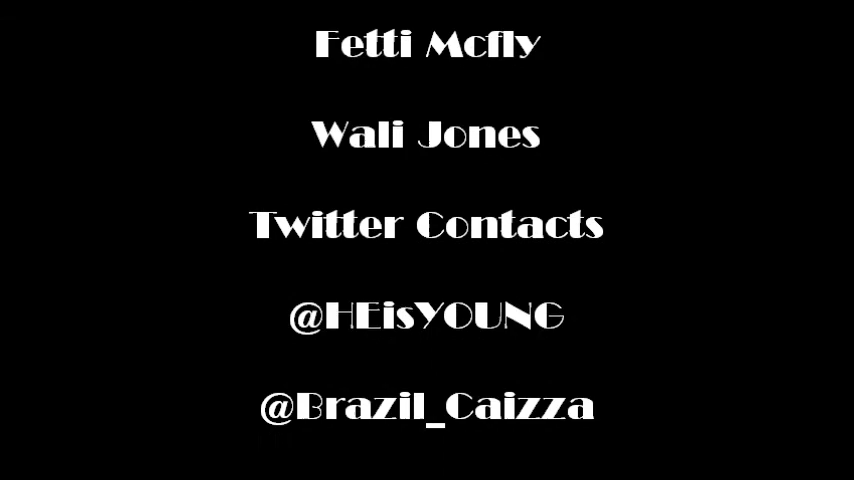 Fetti Mcfly
Wali Jones
Twitter Contacts
@HEisYOUNG
@Brazil_Caizza